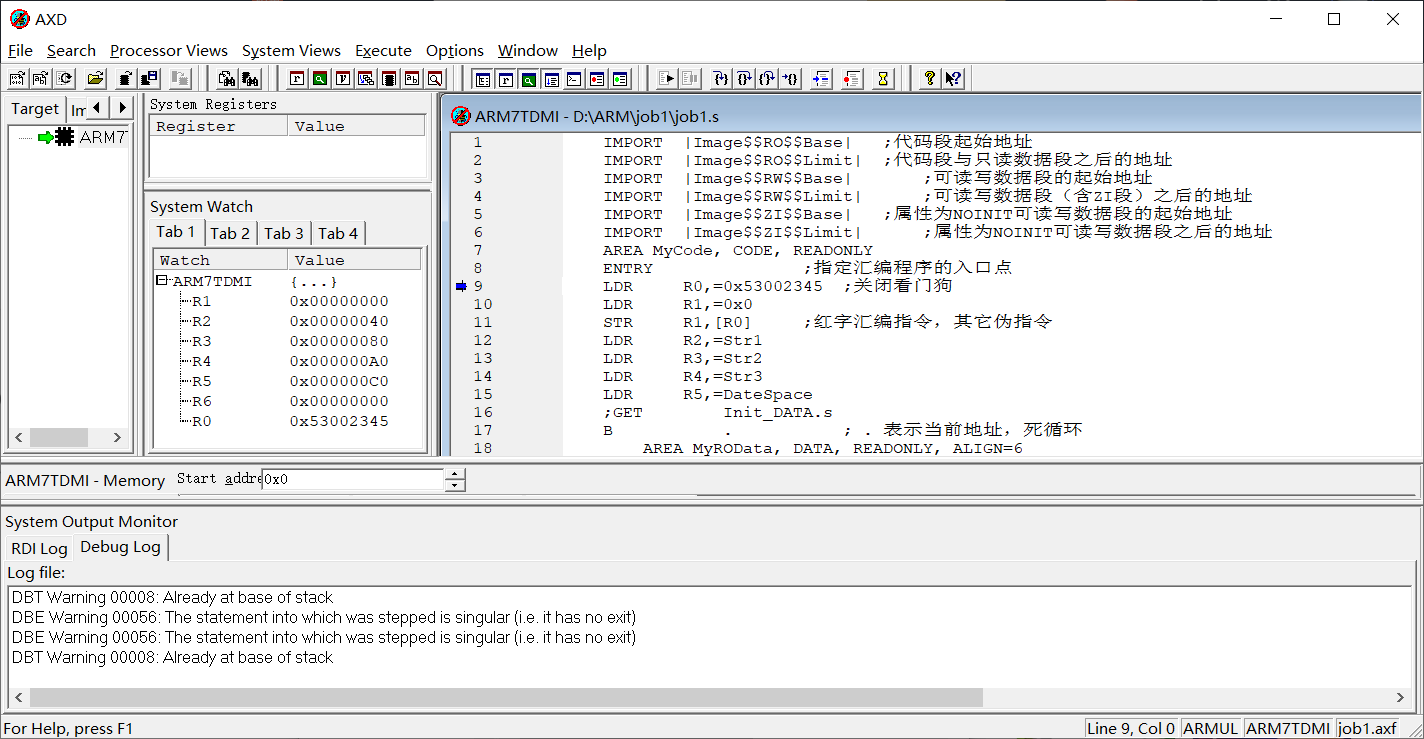 AXD
File Search Processor Views System Views Execute Options Window Help
Target
System Registers
Register Value
ARM7
System Watch
Tab 1 Tab 2 Tab 3 Tab 4
Watch Value
ARM7TDMI {...}
R1 0x00000000
R2 0x00000040
R3 0x00000080
R4 0x000000A0
R5 0x000000C0
R6 0x00000000
R0 0x53002345
ARM7TDMI - D:\ARM\job1\job1.s
1 IMPORT |Image$$RO$$Base| ;代码段起始地址
2 IMPORT |Image$$RO$$Limit| ;代码段与只读数据段之后的地址
3 IMPORT |Image$$RW$$Base| ;可读写数据段的起始地址
4 IMPORT |Image$$RW$$Limit| ;可读写数据段（含ZI段）之后的地址
5 IMPORT |Image$$ZI$$Base| ;属性为NOINIT可读写数据段的起始地址
6 IMPORT |Image$$ZI$$Limit| ;属性为NOINIT可读写数据段之后的地址
7 AREA MyCode, CODE, READONLY
8 ENTRY ;指定汇编程序的入口点
9 LDR R0,=0x53002345 ;关闭看门狗
10 LDR R1,=0x0
11 STR R1,[R0] ;红字汇编指令，其它伪指令
12 LDR R2,=Str1
13 LDR R3,=Str2
14 LDR R4,=Str3
15 LDR R5,=DateSpace
16 ;GET Init_DATA.s
17 B . ; . 表示当前地址，死循环
18 AREA MyROData, DATA, READONLY, ALIGN=6
ARM7TDMI - Memory Start addre 0x0
System Output Monitor
RDI Log Debug Log
Log file:
DBT Warning 00008: Already at base of stack
DBE Warning 00056: The statement into which was stepped is singular (i.e. it has no exit)
DBE Warning 00056: The statement into which was stepped is singular (i.e. it has no exit)
DBT Warning 00008: Already at base of stack
For Help, press F1 Line 9, Col 0 ARMUL ARM7TDMI job1.axf